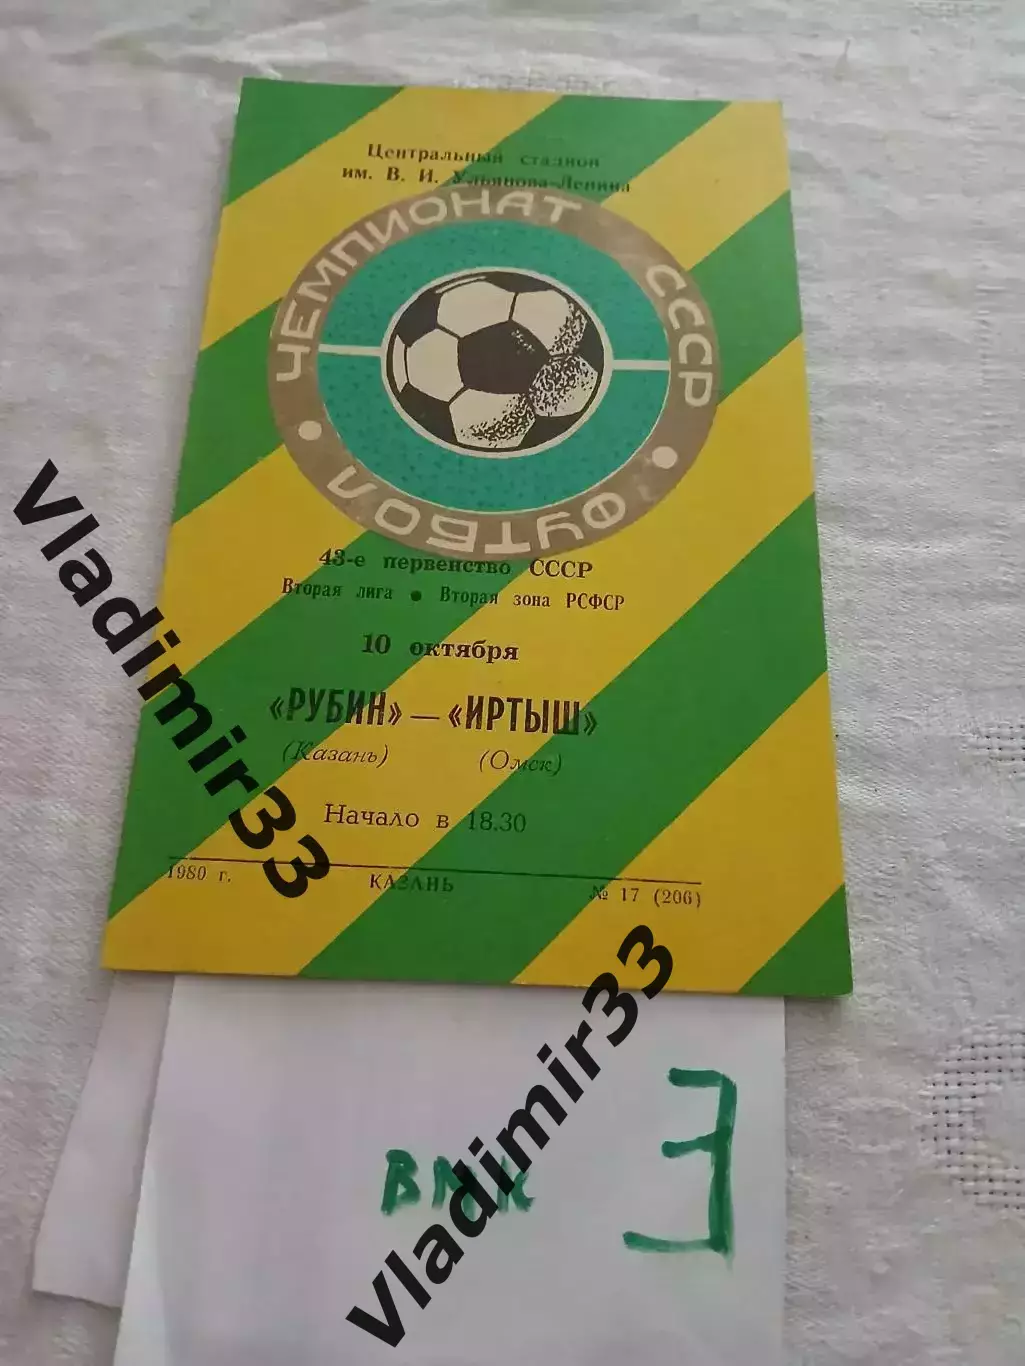 Центральный стадион
им. В. И. Ульянова-Ленина
ЧЕМПИОНАТ СССР
ФУТБОЛ
43-е первенство СССР
Вторая лига • Вторая зона РСФСР
10 октября
«РУБИН» — «ИРТЫШ»
(Казань) (Омск)
Начало в 18.30
1980 г. КАЗАНЬ № 17 (206)
Vladimir33
Vladimir33